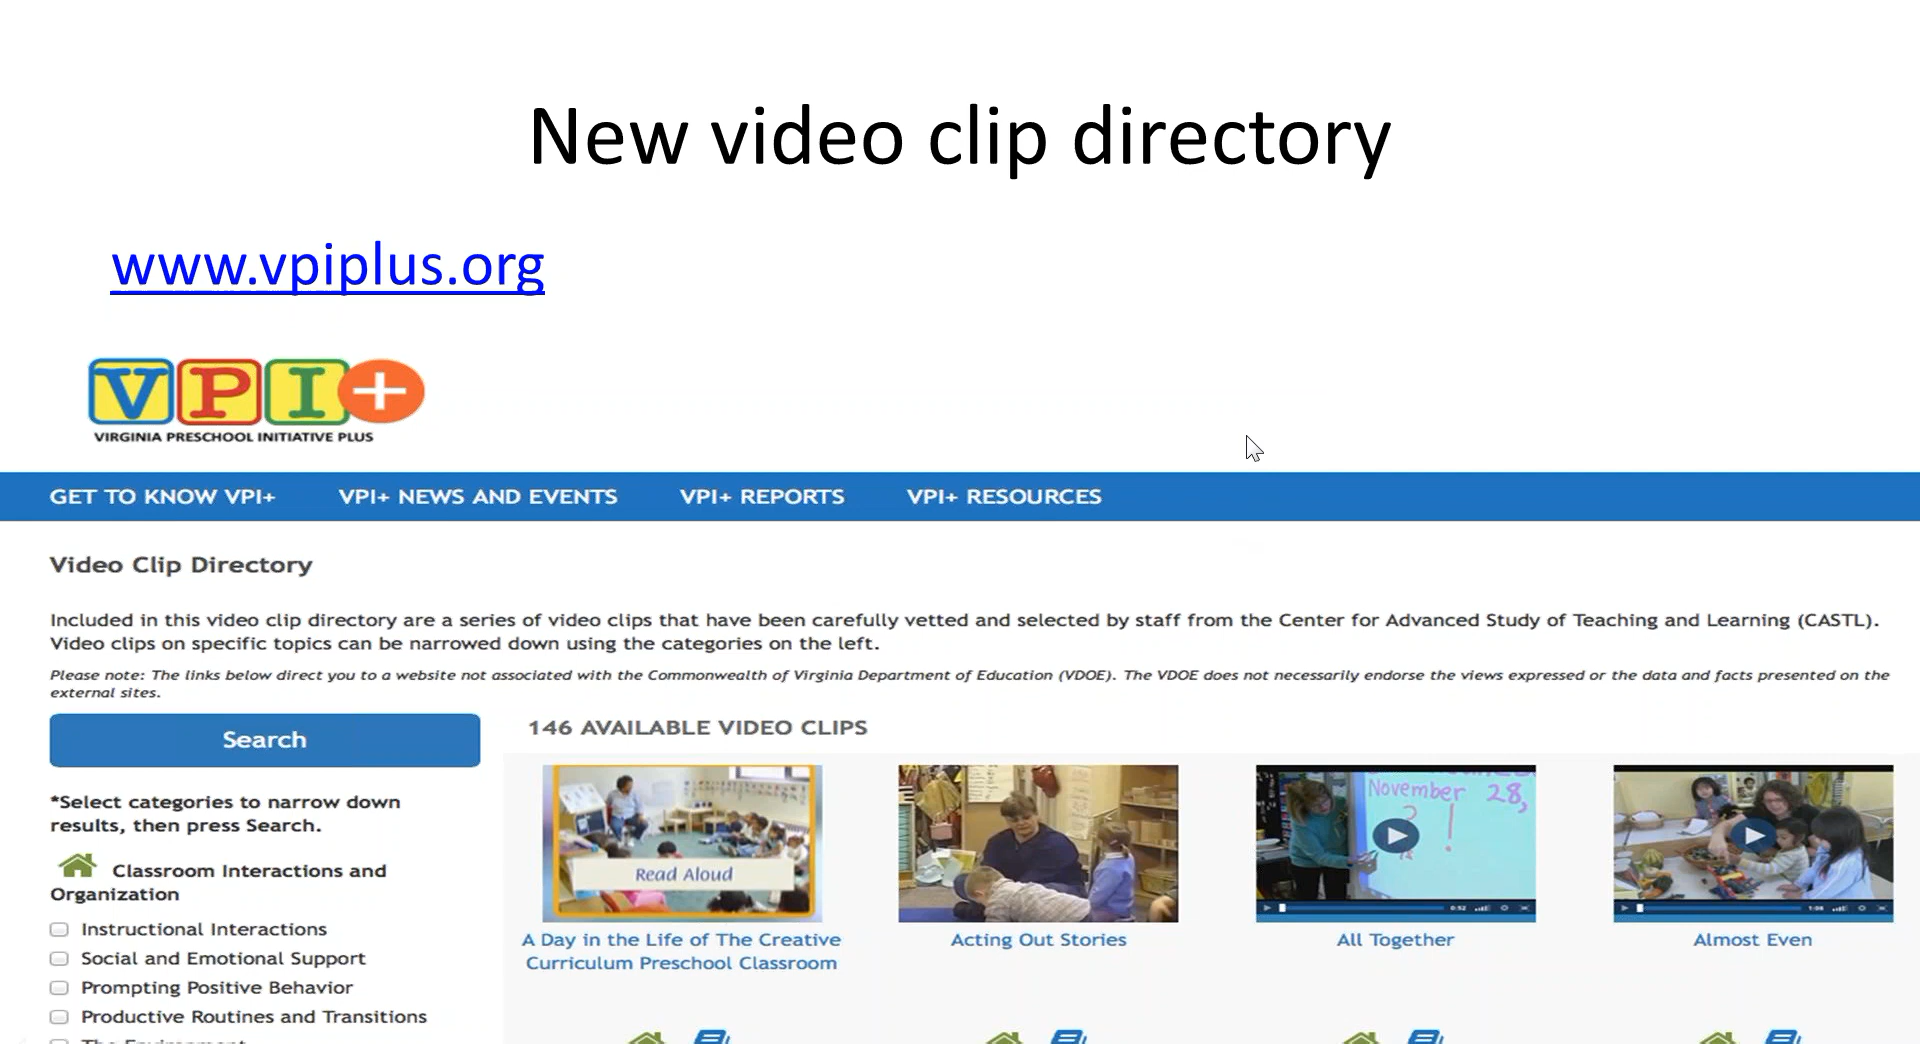 New video clip directory
www.vpiplus.org
VPI+
VIRGINIA PRESCHOOL INITIATIVE PLUS
GET TO KNOW VPI+ VPI+ NEWS AND EVENTS VPI+ REPORTS VPI+ RESOURCES
Video Clip Directory
Included in this video clip directory are a series of video clips that have been carefully vetted and selected by staff from the Center for Advanced Study of Teaching and Learning (CASTL).
Video clips on specific topics can be narrowed down using the categories on the left.
Please note: The links below direct you to a website not associated with the Commonwealth of Virginia Department of Education (VDOE). The VDOE does not necessarily endorse the views expressed or the data and facts presented on the
external sites.
Search
*Select categories to narrow down
results, then press Search.
Classroom Interactions and
Organization
Instructional Interactions
Social and Emotional Support
Prompting Positive Behavior
Productive Routines and Transitions
The Environment
146 AVAILABLE VIDEO CLIPS
Read Aloud
November 28,
0:52
1:06
A Day in the Life of The Creative
Curriculum Preschool Classroom
Acting Out Stories
All Together
Almost Even